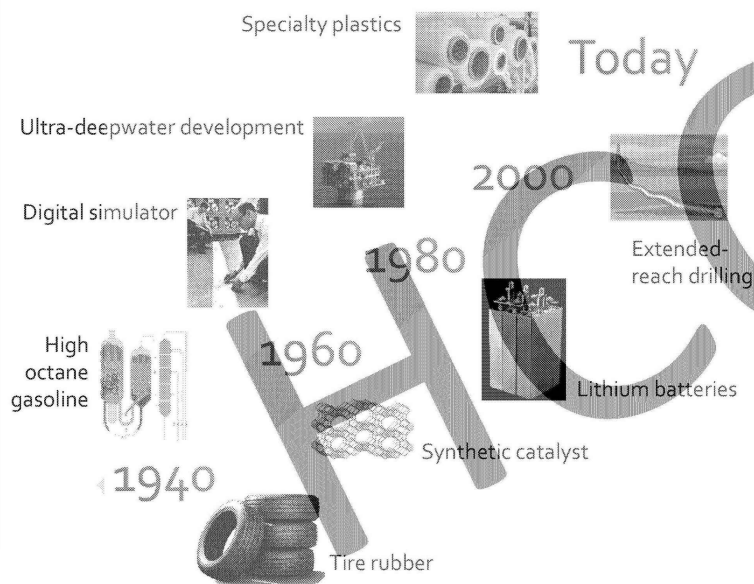 Specialty plastics
Today
Ultra-deepwater development
2000
Digital simulator
1980
Extended-
reach drilling
High
octane
gasoline
1960
Lithium batteries
Synthetic catalyst
1940
Tire rubber
H
C
O